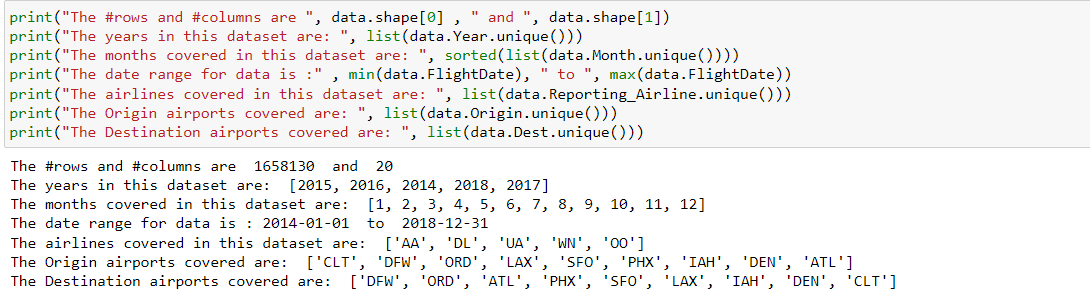 print("The #rows and #columns are ", data.shape[0] , " and ", data.shape[1])
print("The years in this dataset are: ", list(data.Year.unique()))
print("The months covered in this dataset are: ", sorted(list(data.Month.unique())))
print("The date range for data is :" , min(data.FlightDate), " to ", max(data.FlightDate))
print("The airlines covered in this dataset are: ", list(data.Reporting_Airline.unique()))
print("The Origin airports covered are: ", list(data.Origin.unique()))
print("The Destination airports covered are: ", list(data.Dest.unique()))
The #rows and #columns are  1658130  and  20
The years in this dataset are:  [2015, 2016, 2014, 2018, 2017]
The months covered in this dataset are:  [1, 2, 3, 4, 5, 6, 7, 8, 9, 10, 11, 12]
The date range for data is : 2014-01-01  to  2018-12-31
The airlines covered in this dataset are:  ['AA', 'DL', 'UA', 'WN', 'OO']
The Origin airports covered are:  ['CLT', 'DFW', 'ORD', 'LAX', 'SFO', 'PHX', 'IAH', 'DEN', 'ATL']
The Destination airports covered are:  ['DFW', 'ORD', 'ATL', 'PHX', 'SFO', 'LAX', 'IAH', 'DEN', 'CLT']